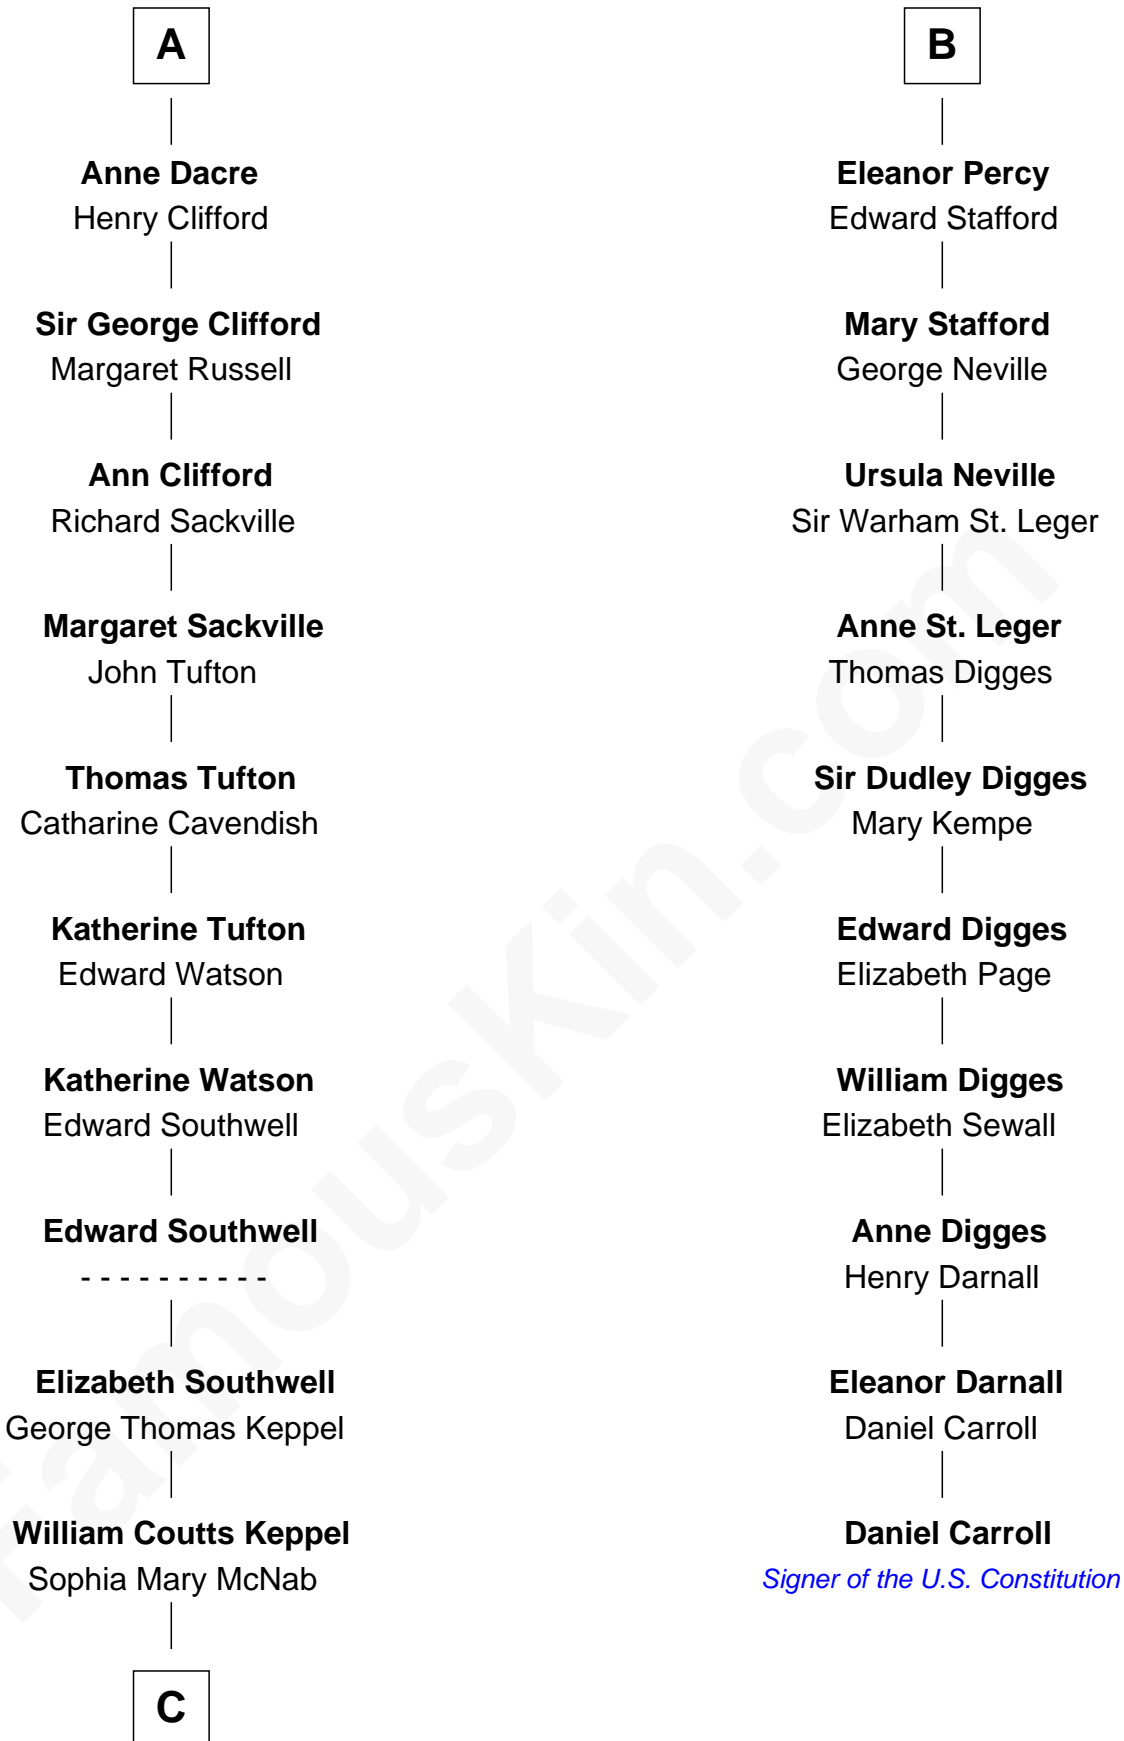 A
Anne Dacre
Henry Clifford
Sir George Clifford
Margaret Russell
Ann Clifford
Richard Sackville
Margaret Sackville
John Tufton
Thomas Tufton
Catharine Cavendish
Katherine Tufton
Edward Watson
Katherine Watson
Edward Southwell
Edward Southwell
- - - - - - - - - -
Elizabeth Southwell
George Thomas Keppel
William Coutts Keppel
Sophia Mary McNab
C
B
Eleanor Percy
Edward Stafford
Mary Stafford
George Neville
Ursula Neville
Sir Warham St. Leger
Anne St. Leger
Thomas Digges
Sir Dudley Digges
Mary Kempe
Edward Digges
Elizabeth Page
William Digges
Elizabeth Sewall
Anne Digges
Henry Darnall
Eleanor Darnall
Daniel Carroll
Daniel Carroll
Signer of the U.S. Constitution
FamousKin.com